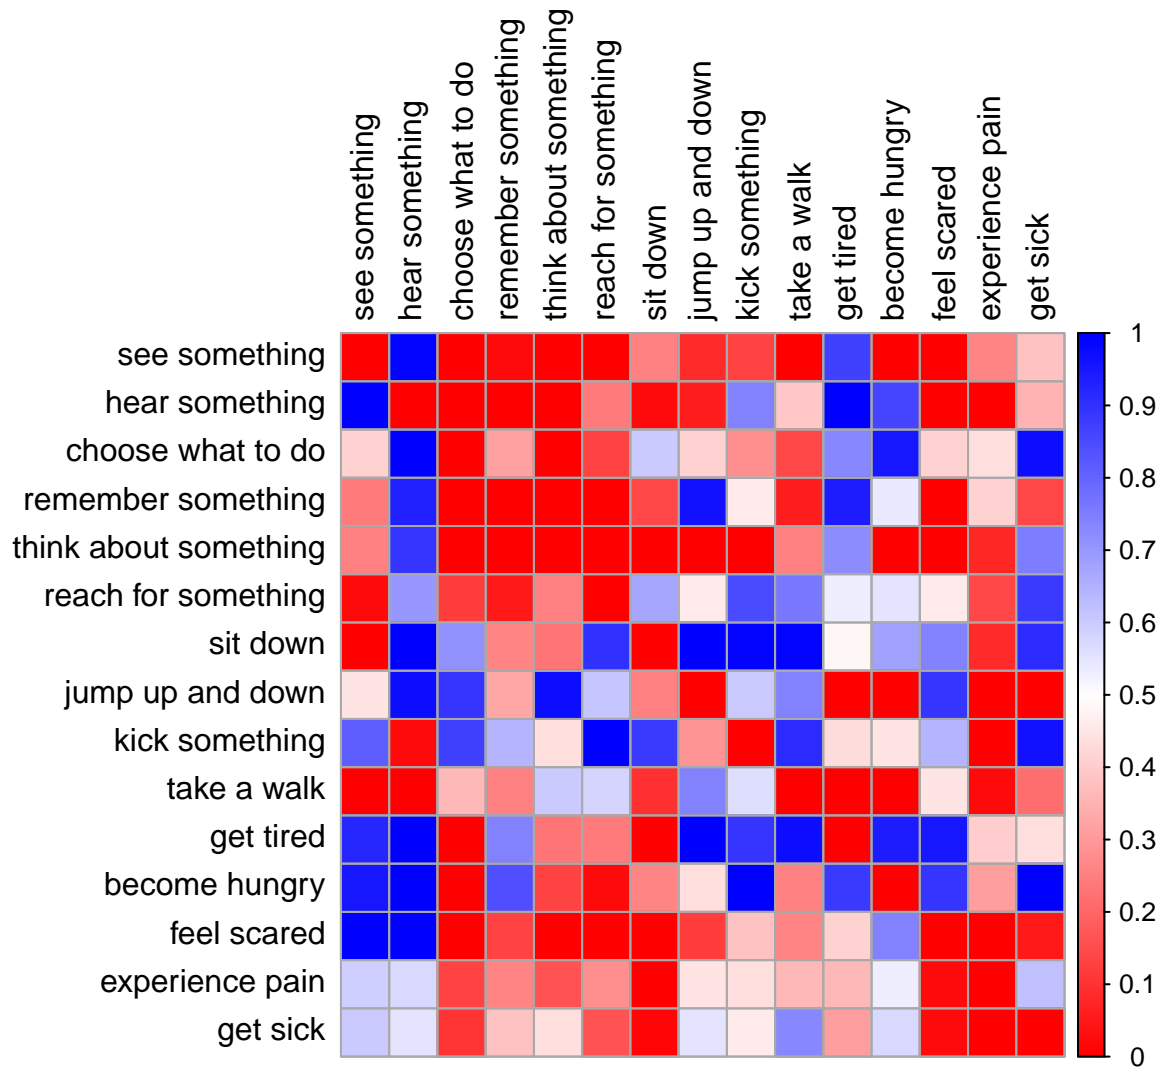 see something
hear something
choose what to do
remember something
think about something
reach for something
sit down
jump up and down
kick something
take a walk
get tired
become hungry
feel scared
experience pain
get sick
see something
hear something
choose what to do
remember something
think about something
reach for something
sit down
jump up and down
kick something
take a walk
get tired
become hungry
feel scared
experience pain
get sick
1
0.9
0.8
0.7
0.6
0.5
0.4
0.3
0.2
0.1
0